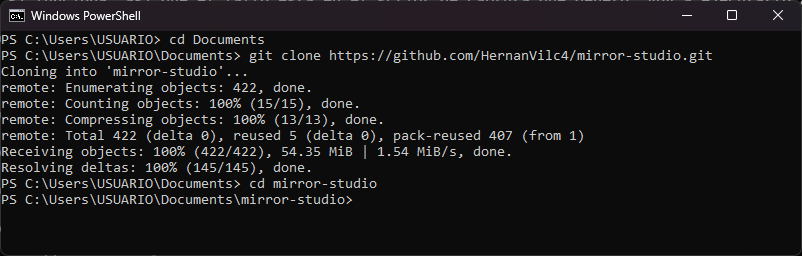 Windows PowerShell
PS C:\Users\USUARIO> cd Documents
PS C:\Users\USUARIO\Documents> git clone https://github.com/HernanVilc4/mirror-studio.git
Cloning into 'mirror-studio'...
remote: Enumerating objects: 422, done.
remote: Counting objects: 100% (15/15), done.
remote: Compressing objects: 100% (13/13), done.
remote: Total 422 (delta 0), reused 5 (delta 0), pack-reused 407 (from 1)
Receiving objects: 100% (422/422), 54.35 MiB | 1.54 MiB/s, done.
Resolving deltas: 100% (145/145), done.
PS C:\Users\USUARIO\Documents> cd mirror-studio
PS C:\Users\USUARIO\Documents\mirror-studio>